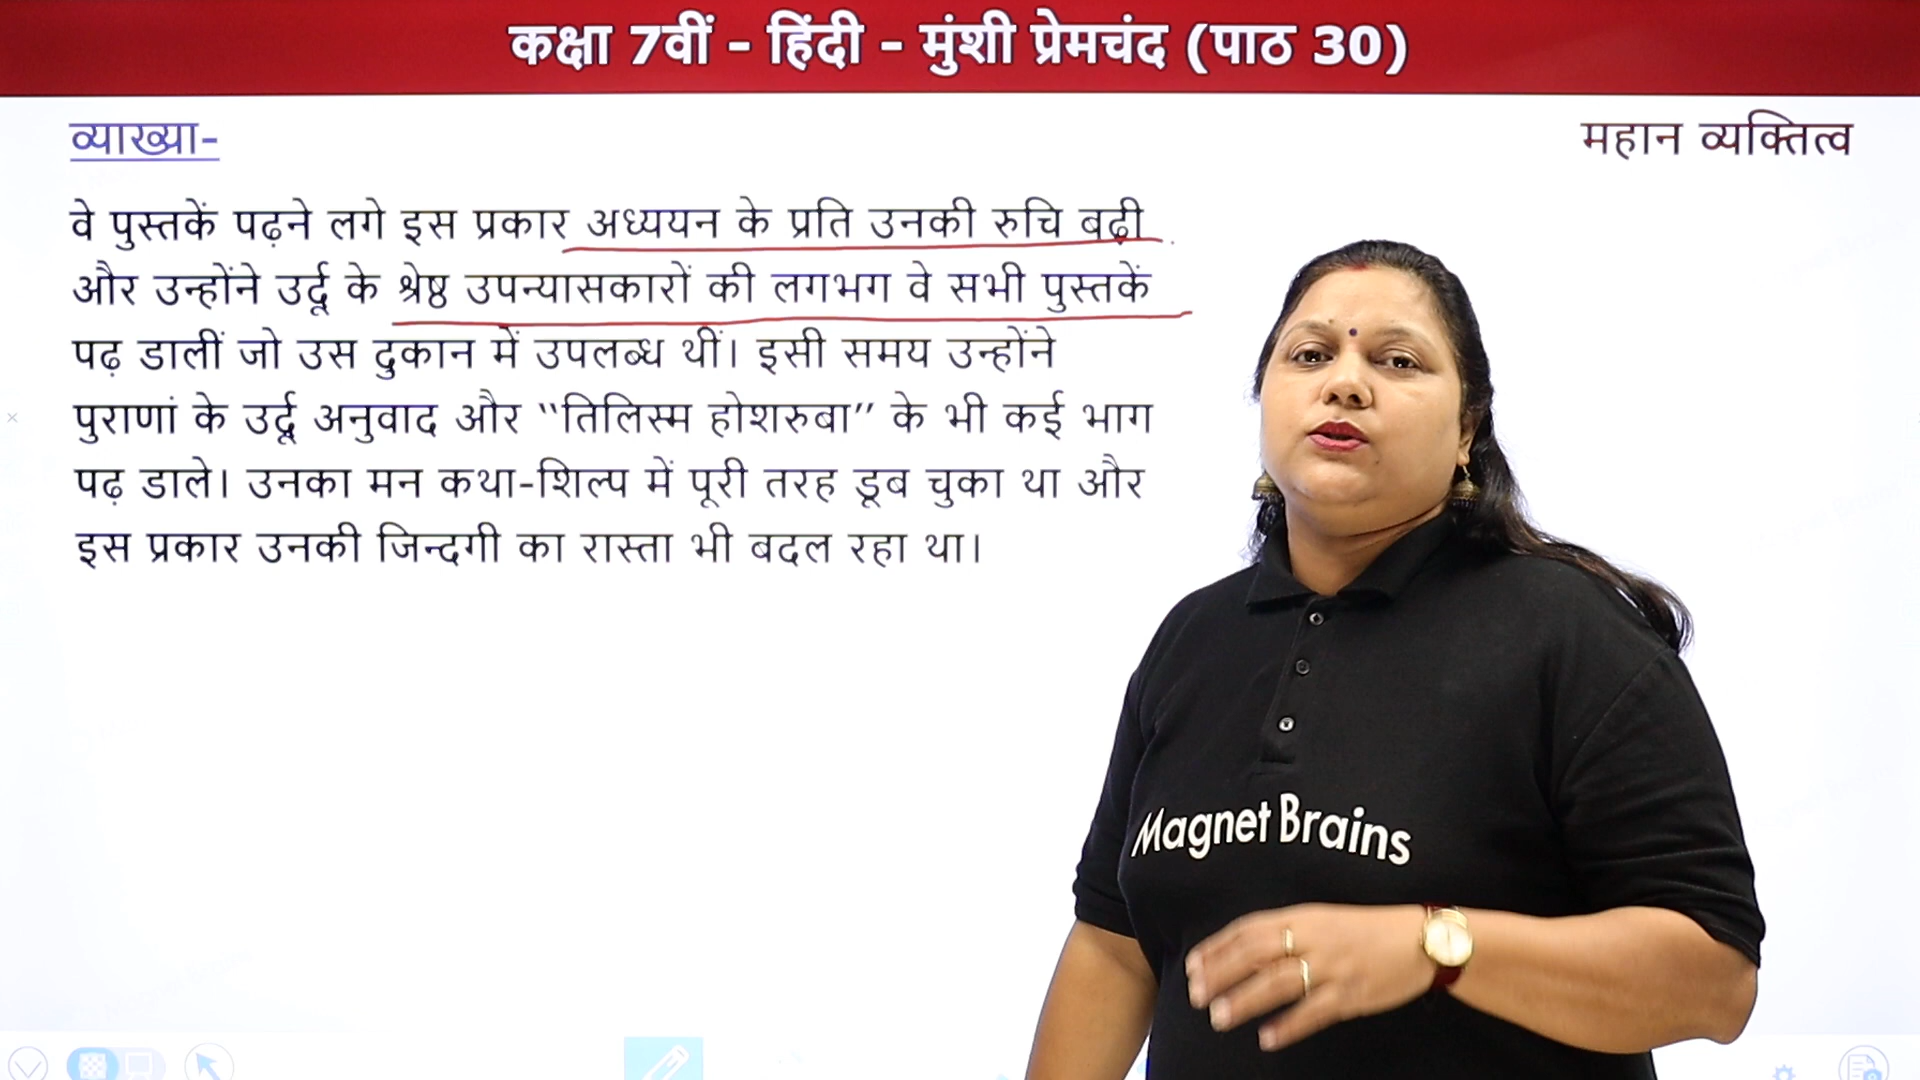 कक्षा 7वीं - हिंदी - मुंशी प्रेमचंद (पाठ 30)
व्याख्या-
महान व्यक्तित्व
वे पुस्तकें पढ़ने लगे इस प्रकार अध्ययन के प्रति उनकी रुचि बढ़ी
और उन्होंने उर्दू के श्रेष्ठ उपन्यासकारों की लगभग वे सभी पुस्तकें
पढ़ डालीं जो उस दुकान में उपलब्ध थीं। इसी समय उन्होंने
पुराणां के उर्दू अनुवाद और “तिलिस्म होशरुबा” के भी कई भाग
पढ़ डाले। उनका मन कथा-शिल्प में पूरी तरह डूब चुका था और
इस प्रकार उनकी जिन्दगी का रास्ता भी बदल रहा था।
Magnet Brains